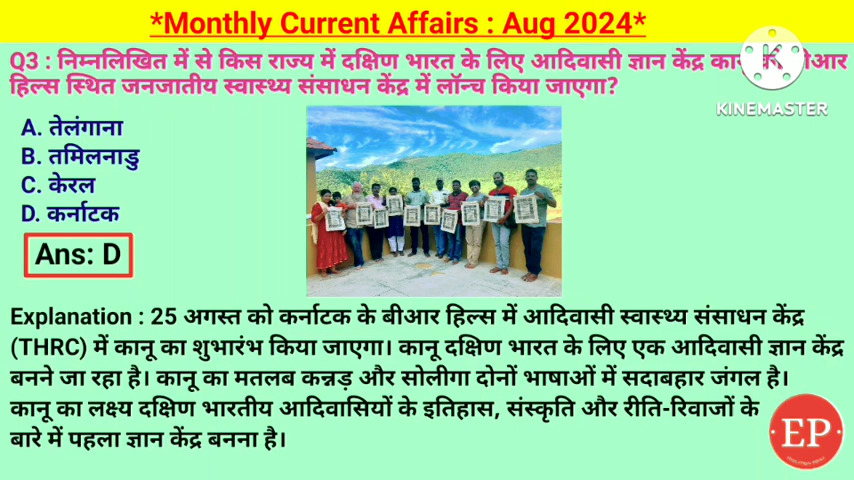 *Monthly Current Affairs : Aug 2024*
Q3 : निम्नलिखित में से किस राज्य में दक्षिण भारत के लिए आदिवासी ज्ञान केंद्र बीआर
हिल्स स्थित जनजातीय स्वास्थ्य संसाधन केंद्र में लॉन्च किया जाएगा?
KINEMASTER
A. तेलंगाना
B. तमिलनाडु
C. केरल
D. कर्नाटक
Ans: D
Explanation : 25 अगस्त को कर्नाटक के बीआर हिल्स में आदिवासी स्वास्थ्य संसाधन केंद्र
(THRC) में कानू का शुभारंभ किया जाएगा। कानू दक्षिण भारत के लिए एक आदिवासी ज्ञान केंद्र
बनने जा रहा है। कानू का मतलब कन्नड़ और सोलीगा दोनों भाषाओं में सदाबहार जंगल है।
कानू का लक्ष्य दक्षिण भारतीय आदिवासियों के इतिहास, संस्कृति और रीति-रिवाजों के
बारे में पहला ज्ञान केंद्र बनना है।
EP